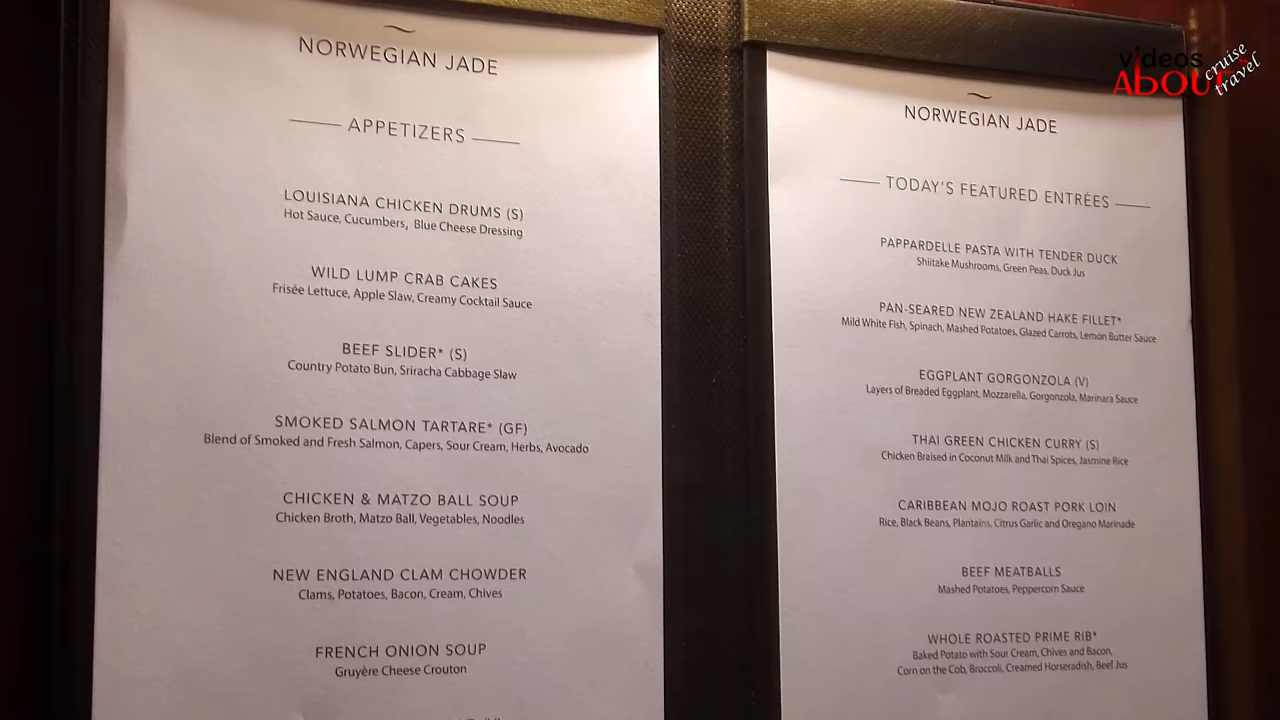 NORWEGIAN JADE
APPETIZERS
LOUISIANA CHICKEN DRUMS (S)
Hot Sauce, Cucumbers, Blue Cheese Dressing
WILD LUMP CRAB CAKES
Frisée Lettuce, Apple Slaw, Creamy Cocktail Sauce
BEEF SLIDER* (S)
Country Potato Bun, Sriracha Cabbage Slaw
SMOKED SALMON TARTARE* (GF)
Blend of Smoked and Fresh Salmon, Capers, Sour Cream, Herbs, Avocado
CHICKEN & MATZO BALL SOUP
Chicken Broth, Matzo Ball, Vegetables, Noodles
NEW ENGLAND CLAM CHOWDER
Clams, Potatoes, Bacon, Cream, Chives
FRENCH ONION SOUP
Gruyère Cheese Crouton
NORWEGIAN JADE
TODAY'S FEATURED ENTRÉES
PAPPARDELLE PASTA WITH TENDER DUCK
Shiitake Mushrooms, Green Peas, Duck Jus
PAN-SEARED NEW ZEALAND HAKE FILLET*
Mild White Fish, Spinach, Mashed Potatoes, Glazed Carrots, Lemon Butter Sauce
EGGPLANT GORGONZOLA (V)
Layers of Breaded Eggplant, Mozzarella, Gorgonzola, Marinara Sauce
THAI GREEN CHICKEN CURRY (S)
Chicken Braised in Coconut Milk and Thai Spices, Jasmine Rice
CARIBBEAN MOJO ROAST PORK LOIN
Rice, Black Beans, Plantains, Citrus Garlic and Oregano Marinade
BEEF MEATBALLS
Mashed Potatoes, Peppercorn Sauce
WHOLE ROASTED PRIME RIB*
Baked Potato with Sour Cream, Chives and Bacon,
Corn on the Cob, Broccoli, Creamed Horseradish, Beef Jus
videos
ABOUT
cruise
travel